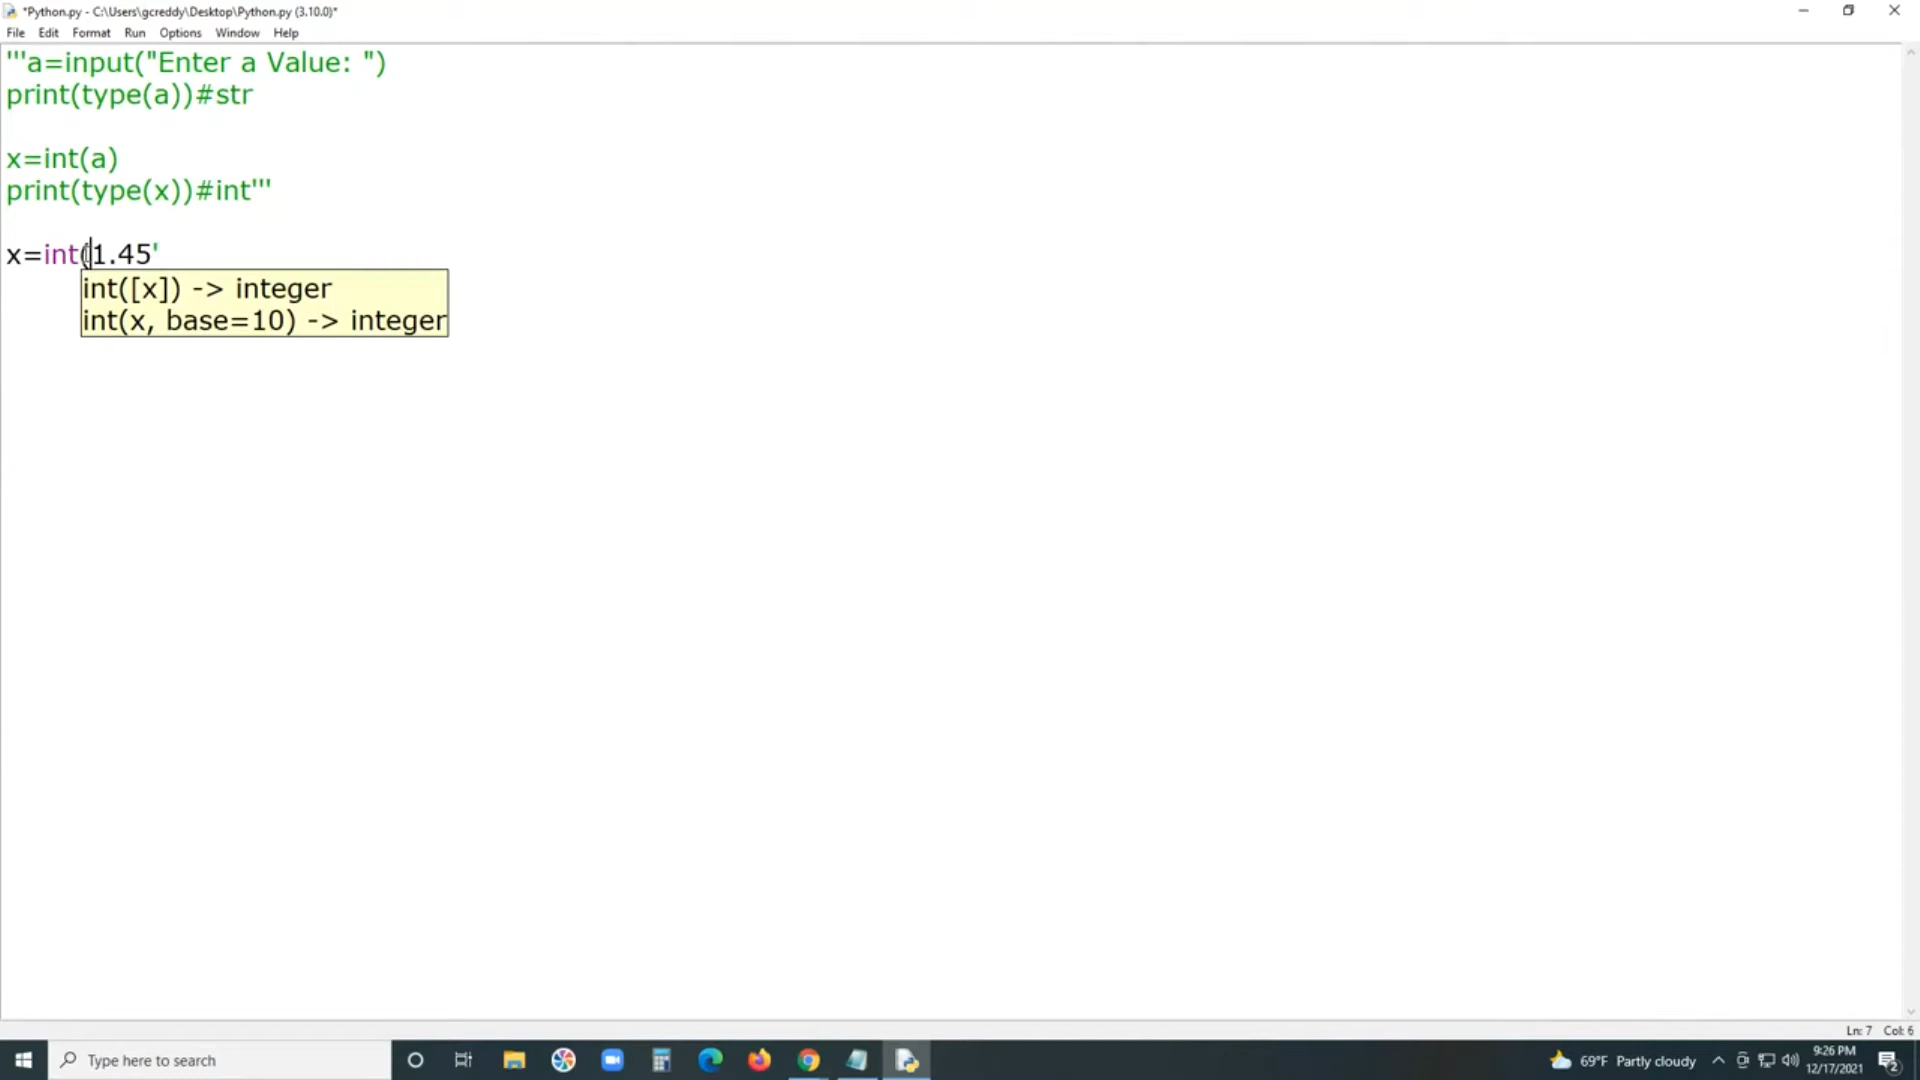 *Python.py - C:\Users\gcreddy\Desktop\Python.py (3.10.0)*
File Edit Format Run Options Window Help
'''a=input("Enter a Value: ")
print(type(a))#str
x=int(a)
print(type(x))#int'''
x=int(1.45'
int([x]) -> integer
int(x, base=10) -> integer
Ln: 7 Col: 6
Type here to search
69°F Partly cloudy
9:26 PM
12/17/2021
2